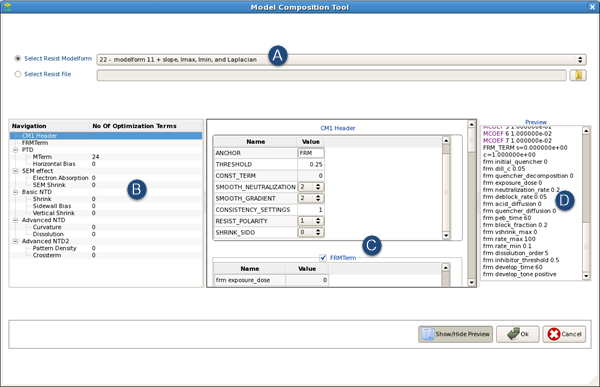 Model Composition Tool
Select Resist Modelform
22 - modelform 11 + slope, Imax, Imin, and Laplacian
A
Select Resist File
Navigation No Of Optimization Terms
CM1 Header
FRMTerm
PTD
MTerm 24
Horizontal Bias 0
SEM effect
Electron Absorption 0
SEM Shrink 0
Basic NTD
Shrink 0
Sidewall Bias 0
Vertical Shrink 0
Advanced NTD
Curvature 0
Dissolution 0
Advanced NTD2
Pattern Density 0
Crossterm 0
B
CM1 Header
Name Value
ANCHOR FRM
THRESHOLD 0.25
CONST_TERM 0
SMOOTH_NEUTRALIZATION 2
SMOOTH_GRADIENT 2
CONSISTENCY_SETTINGS 1
RESIST_POLARITY 1
SHRINK_SIDO 0
C
FRMTerm
Name Value
frm exposure_dose 0
Preview
MCOEF 5 1.000000e-02
MCOEF 6 1.000000e-02
MCOEF 7 1.000000e-02
FRM_TERM:s=0.000000e+00
c=1.000000e+00
frm initial_quencher 0
frm dill_c 0.05
frm quencher_decomposition 0
frm exposure_dose 0
frm neutralization_rate 0.2
frm deblock_rate 0.05
frm acid_diffusion 0
frm quencher_diffusion 0
frm peb_time 60
frm block_fraction 0.2
frm vshrink_max 0
frm rate_max 100
frm rate_min 0.1
frm dissolution_order 5
frm inhibitor_threshold 0.5
frm develop_time 60
frm develop_tone positive
D
Show/Hide Preview
Ok
Cancel